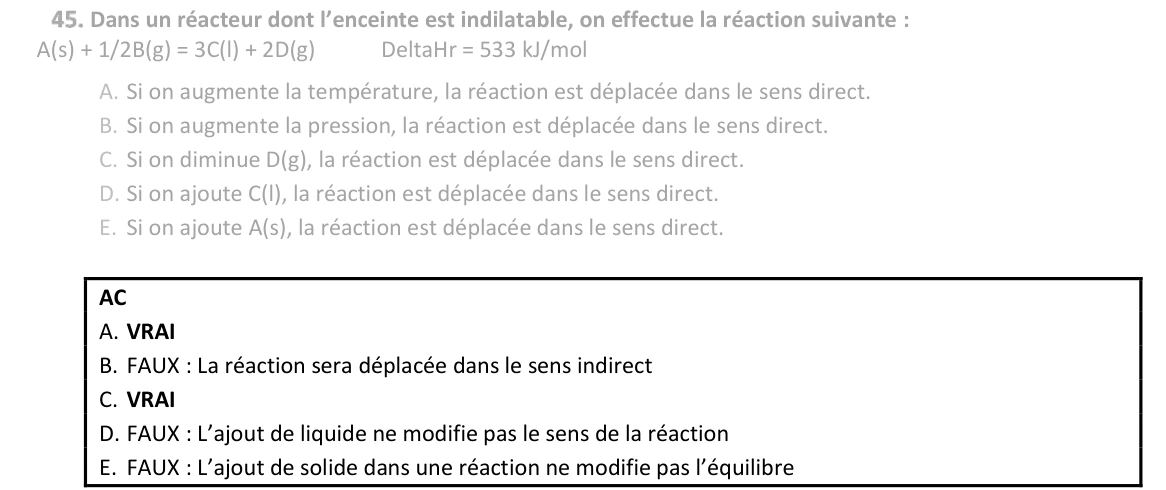 45. Dans un réacteur dont l’enceinte est indilatable, on effectue la réaction suivante :
A(s) + 1/2B(g) = 3C(l) + 2D(g) DeltaHr = 533 kJ/mol
A. Si on augmente la température, la réaction est déplacée dans le sens direct.
B. Si on augmente la pression, la réaction est déplacée dans le sens direct.
C. Si on diminue D(g), la réaction est déplacée dans le sens direct.
D. Si on ajoute C(l), la réaction est déplacée dans le sens direct.
E. Si on ajoute A(s), la réaction est déplacée dans le sens direct.
AC
A. VRAI
B. FAUX : La réaction sera déplacée dans le sens indirect
C. VRAI
D. FAUX : L’ajout de liquide ne modifie pas le sens de la réaction
E. FAUX : L’ajout de solide dans une réaction ne modifie pas l’équilibre